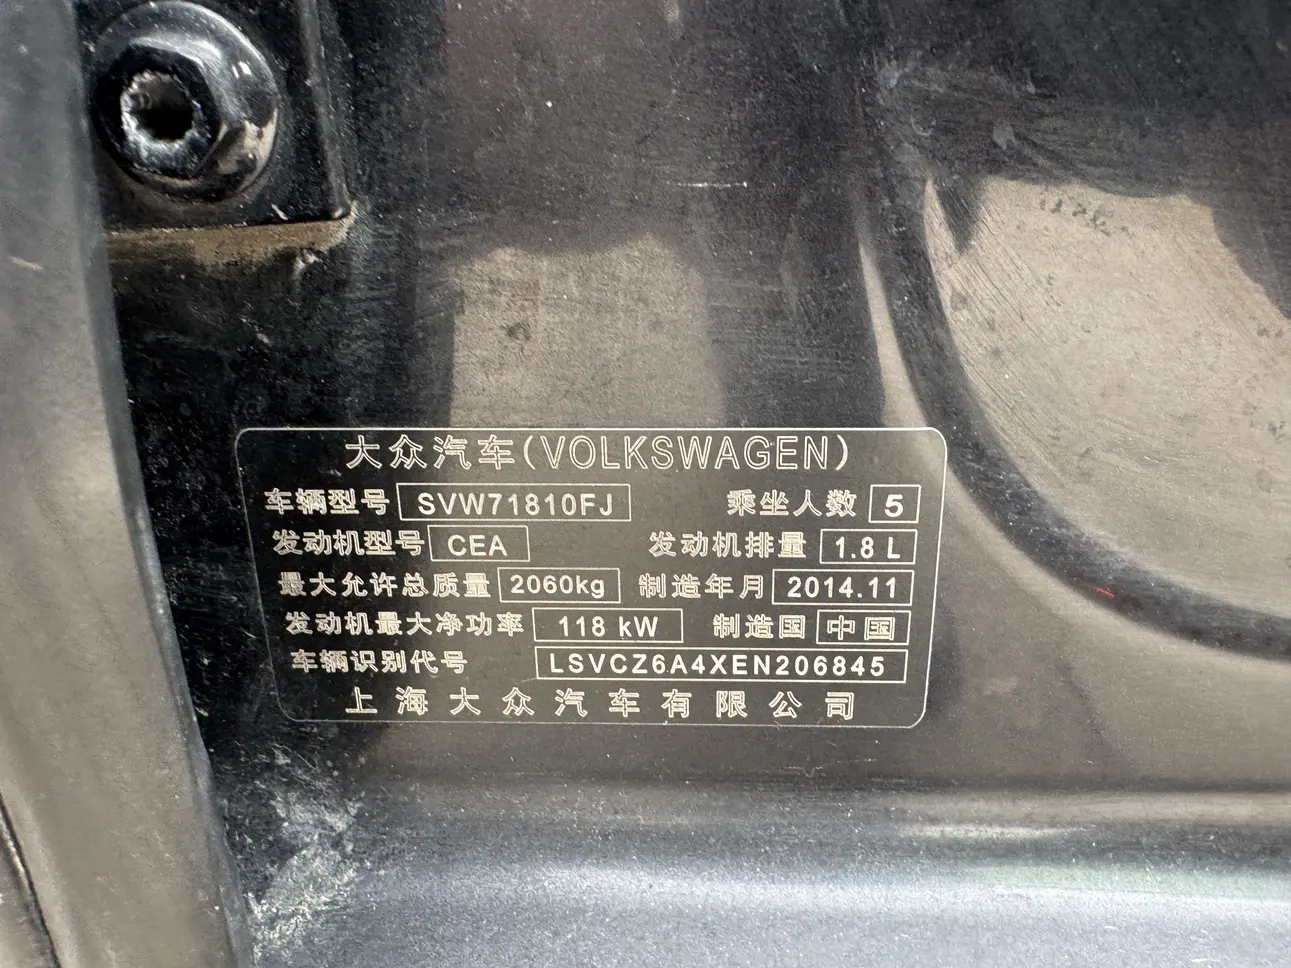 大众汽车(VOLKSWAGEN)
车辆型号 SVW71810FJ 乘坐人数 5
发动机型号 CEA 发动机排量 1.8 L
最大允许总质量 2060kg 制造年月 2014.11
发动机最大净功率 118 kW 制造国 中国
车辆识别代号 LSVCZ6A4XEN206845
上海大众汽车有限公司